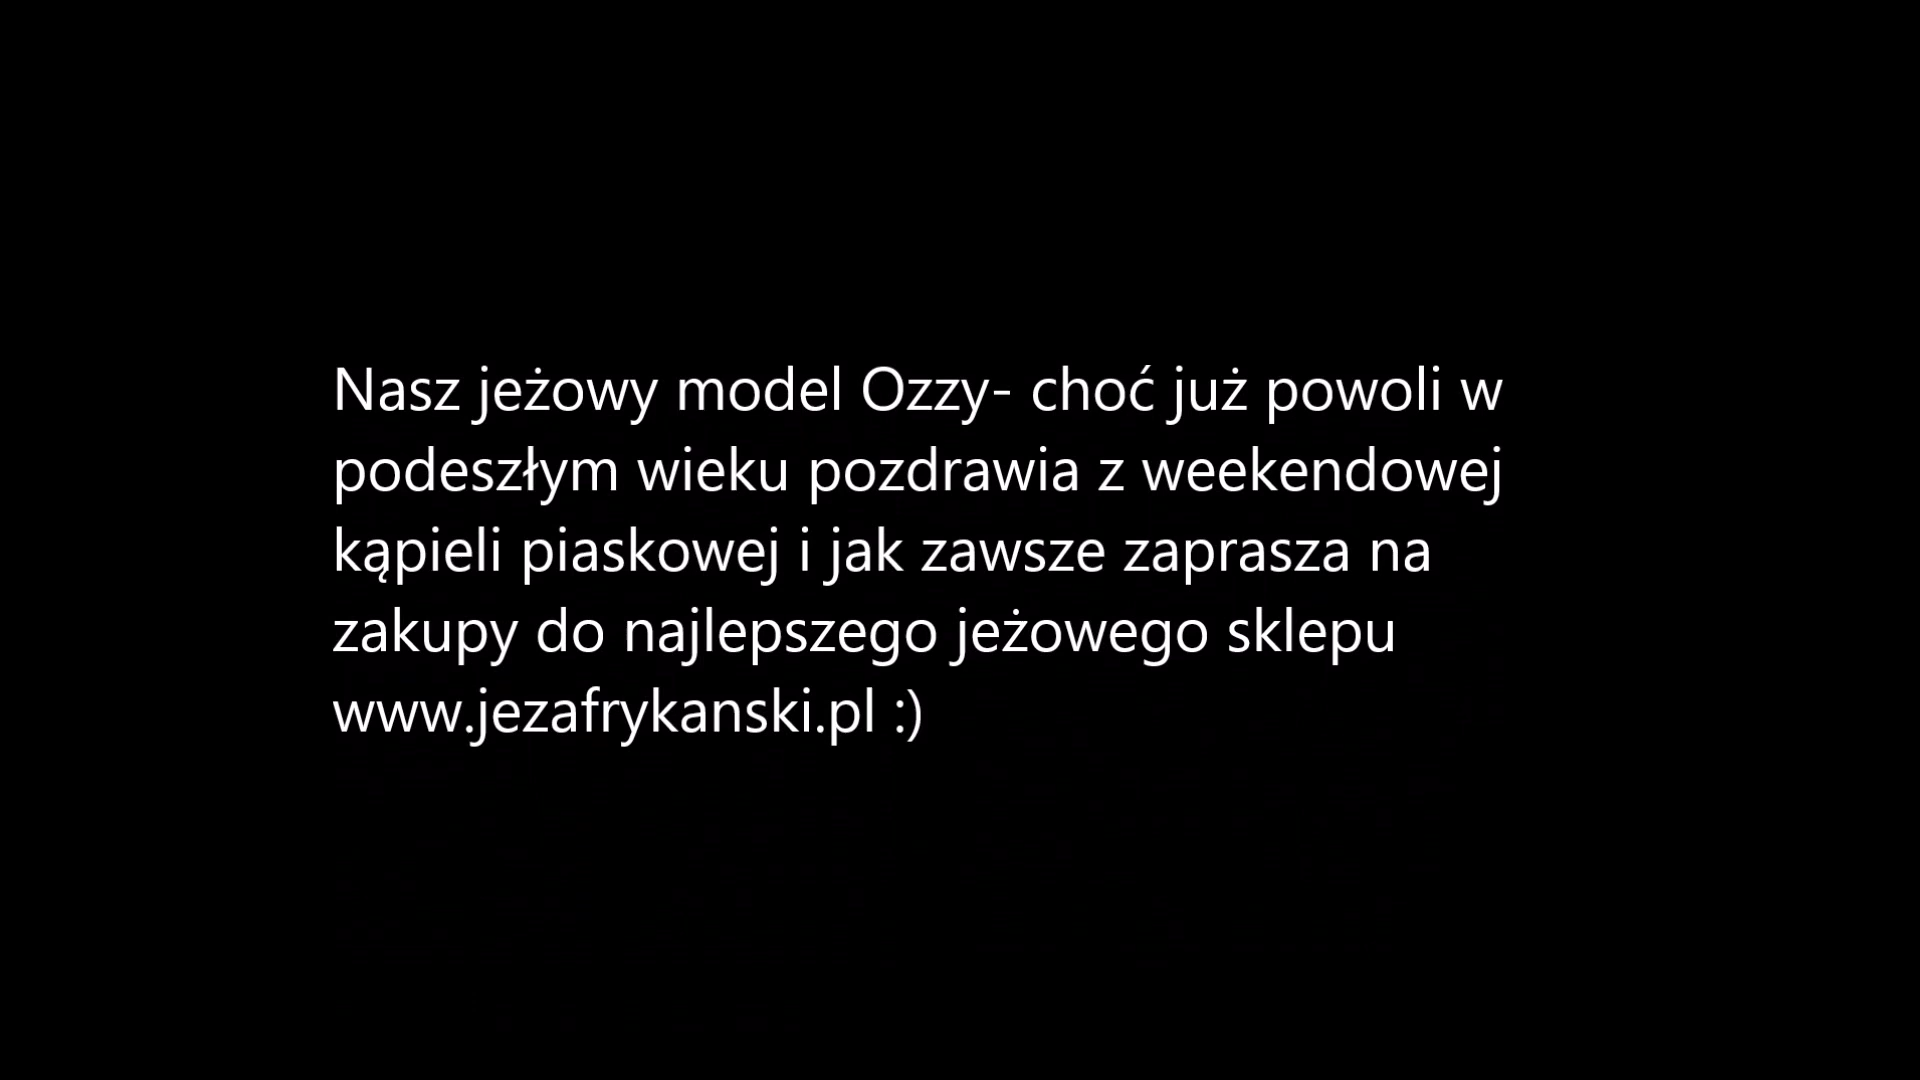 Nasz jeżowy model Ozzy- choć już powoli w
podeszłym wieku pozdrawia z weekendowej
kąpieli piaskowej i jak zawsze zaprasza na
zakupy do najlepszego jeżowego sklepu
www.jezafrykanski.pl :)